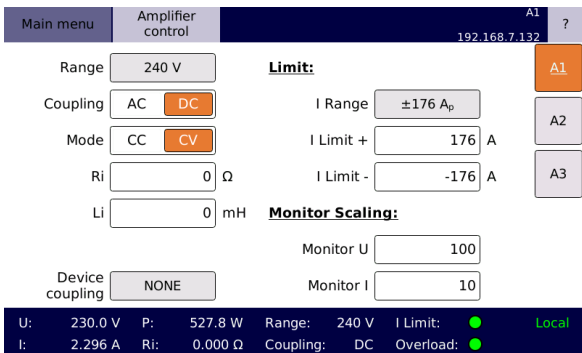 Main menu Amplifier control A1 192.168.7.132 ?
Range 240 V Limit: A1
Coupling AC DC I Range ±176 Aₚ
A2
Mode CC CV I Limit + 176 A
Ri 0 Ω I Limit - -176 A A3
Li 0 mH Monitor Scaling:
Monitor U 100
Device coupling NONE Monitor I 10
U: 230.0 V P: 527.8 W Range: 240 V I Limit: Local
I: 2.296 A Ri: 0.000 Ω Coupling: DC Overload: